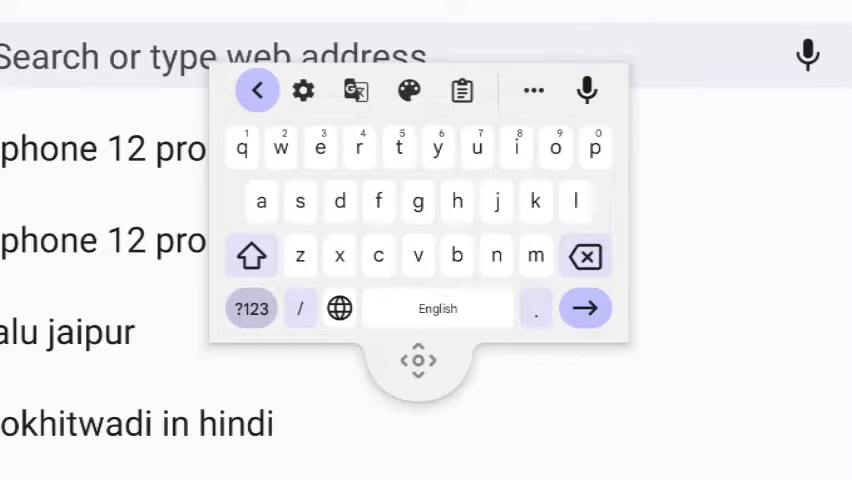 Search or type web address
phone 12 pro
phone 12 pro
alu jaipur
okhitwadi in hindi
1 2 3 4 5 6 7 8 9 0
q w e r t y u i o p
a s d f g h j k l
z x c v b n m
?123 / English .